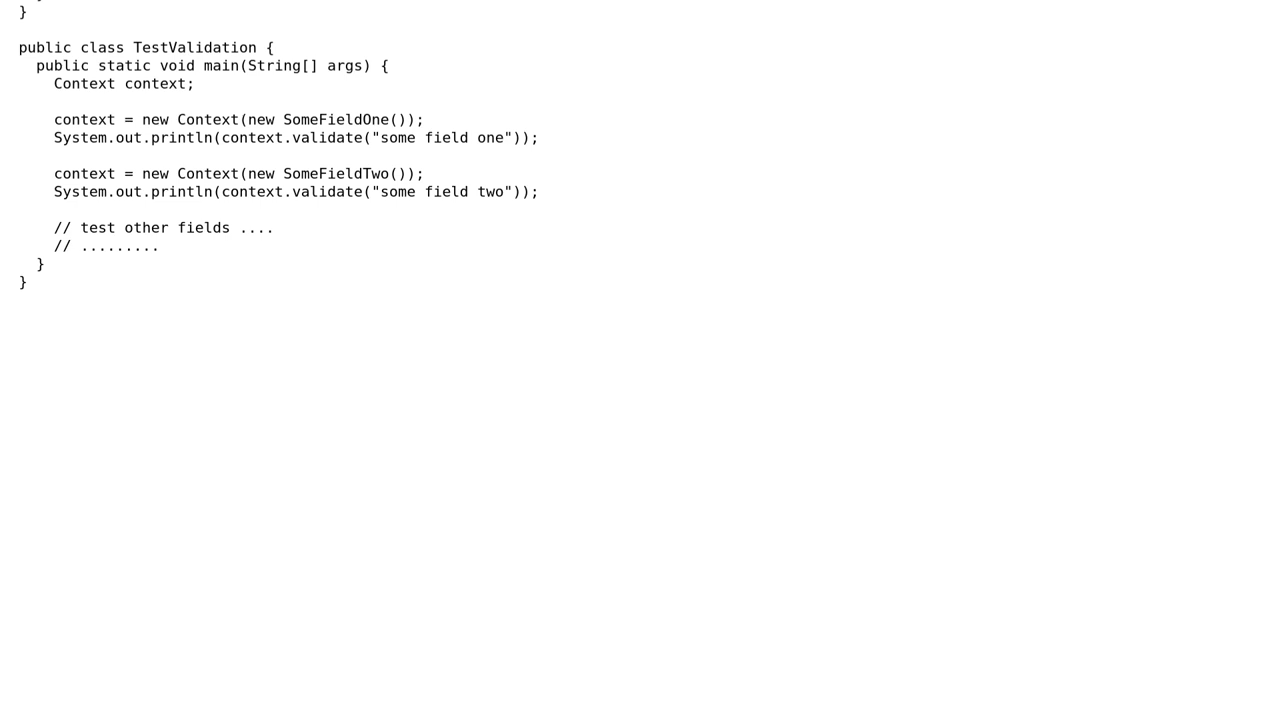 }

public class TestValidation {
  public static void main(String[] args) {
    Context context;

    context = new Context(new SomeFieldOne());
    System.out.println(context.validate("some field one"));

    context = new Context(new SomeFieldTwo());
    System.out.println(context.validate("some field two"));

    // test other fields ....
    // .........
  }
}